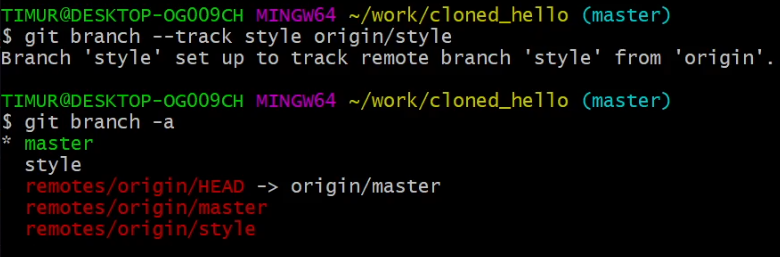 TIMUR@DESKTOP-OG009CH MINGW64 ~/work/cloned_hello (master)
$ git branch --track style origin/style
Branch 'style' set up to track remote branch 'style' from 'origin'.
TIMUR@DESKTOP-OG009CH MINGW64 ~/work/cloned_hello (master)
$ git branch -a
* master
style
remotes/origin/HEAD -> origin/master
remotes/origin/master
remotes/origin/style